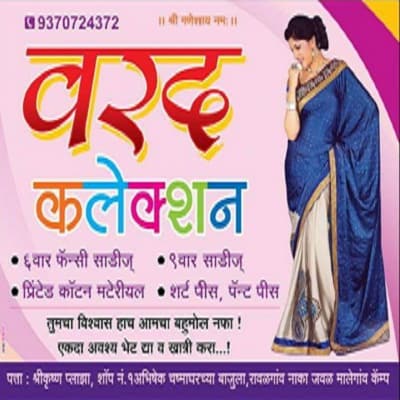 9370724372
॥ श्री गणेशाय नमः॥
वरद
कलेक्शन
• ६वार फॅन्सी साडीज् • ९वार साडीज्
• प्रिंटेड कॉटन मटेरीयल • शर्ट पीस, पॅन्ट पीस
तुमचा विश्वास हाच आमचा बहुमोल नफा !
एकदा अवश्य भेट द्या व खात्री करा...!
पत्ता : श्रीकृष्ण प्लाझा, शॉप नं.१अभिषेक चष्माघरच्या बाजुला,रावळगांव नाका जवळ मालेगांव कॅम्प